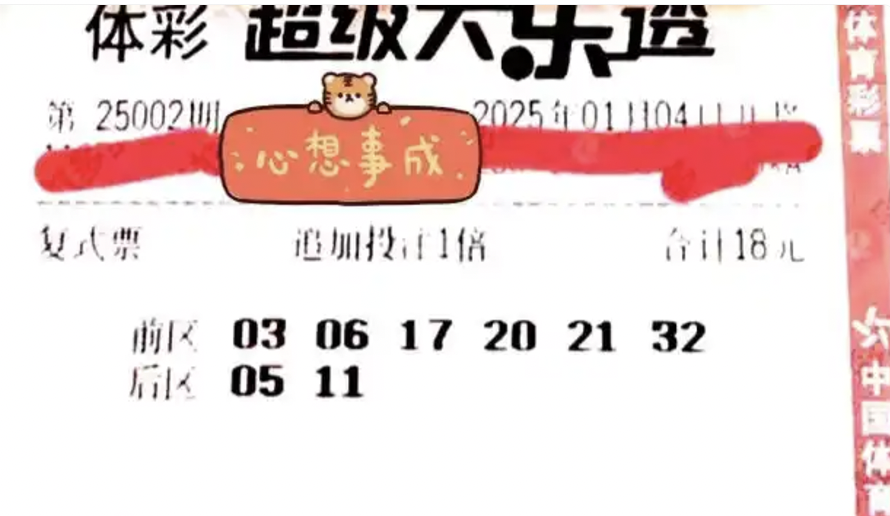 体彩 超级大乐透
第 25002期 2025年01月04日开奖
心想事成
复式票 追加投注1倍 合计18元
前区 03 06 17 20 21 32
后区 05 11
体育彩票
中国体育